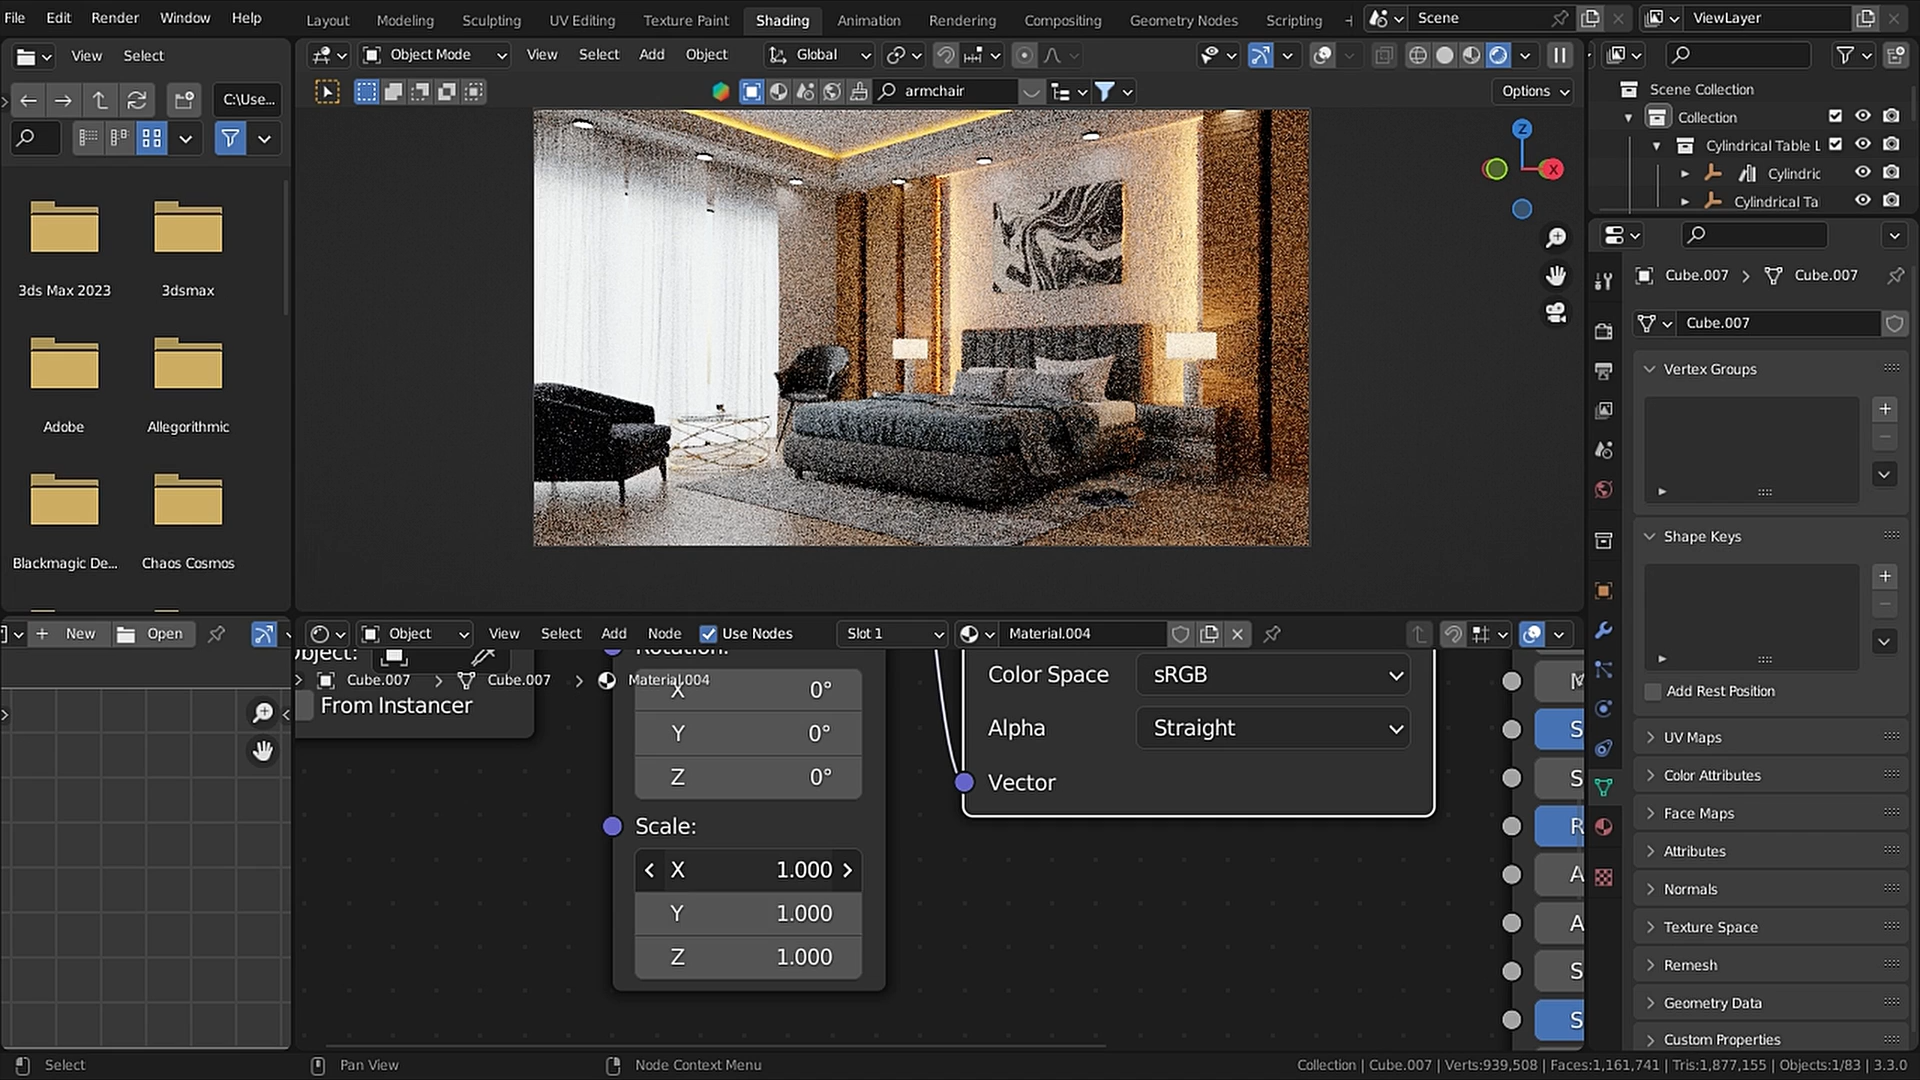 File Edit Render Window Help
Layout Modeling Sculpting UV Editing Texture Paint Shading Animation Rendering Compositing Geometry Nodes Scripting
Scene
ViewLayer
View Select
Object Mode View Select Add Object Global
C:\Use...
armchair
Options
Scene Collection
Collection
Cylindrical Table L
Cylindric
Cylindrical Ta
3ds Max 2023
3dsmax
Adobe
Allegorithmic
Blackmagic De...
Chaos Cosmos
Cube.007 > Cube.007
Cube.007
Vertex Groups
Shape Keys
Add Rest Position
UV Maps
Color Attributes
Face Maps
Attributes
Normals
Texture Space
Remesh
Geometry Data
Custom Properties
New Open
Object View Select Add Node Use Nodes Slot 1 Material.004
bject:
Cube.007 > Cube.007 > Material.004
From Instancer
Rotation:
X 0°
Y 0°
Z 0°
Scale:
X 1.000
Y 1.000
Z 1.000
Color Space sRGB
Alpha Straight
Vector
M
S
S
R
A
A
S
S
Select
Pan View
Node Context Menu
Collection | Cube.007 | Verts:939,508 | Faces:1,161,741 | Tris:1,877,155 | Objects:1/83 | 3.3.0